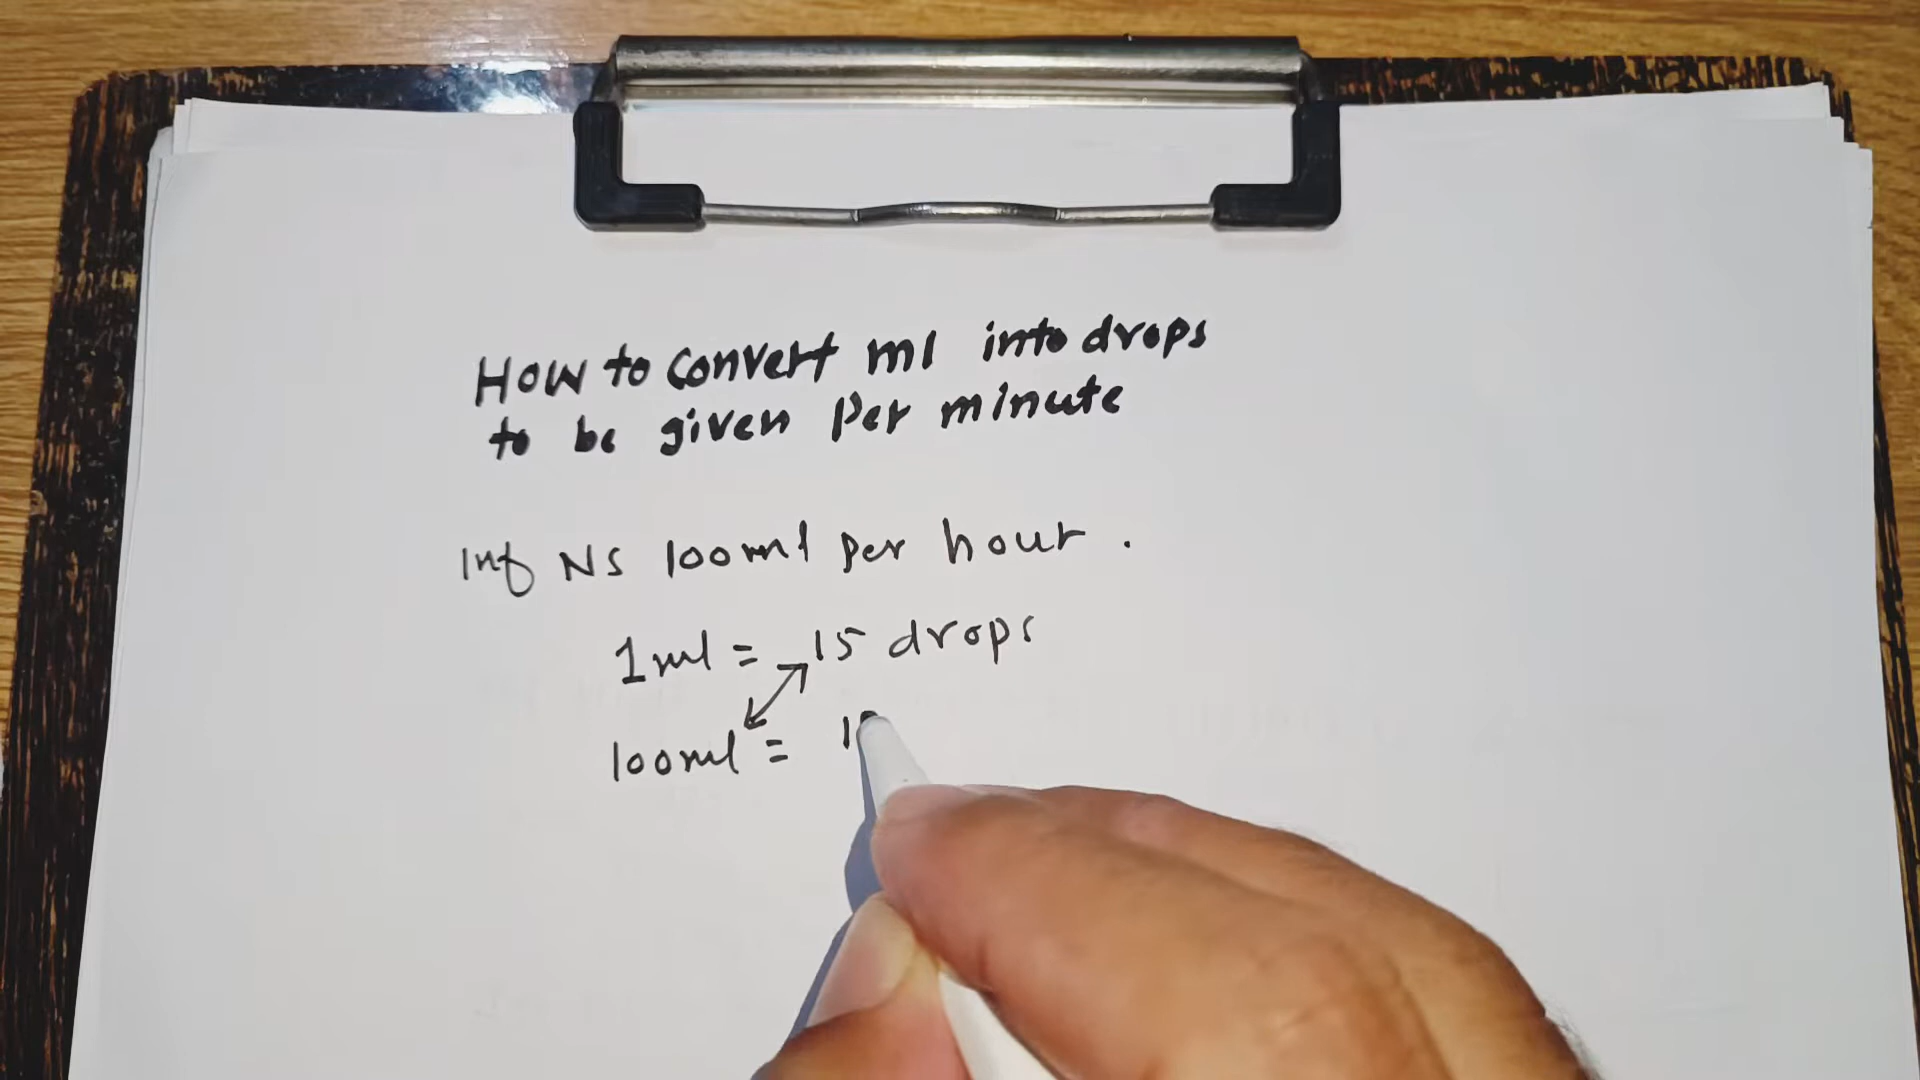 How to convert ml into drops
to be given Per minute
Inf NS 100ml per hour .
1ml = 15 drops
100ml = 1